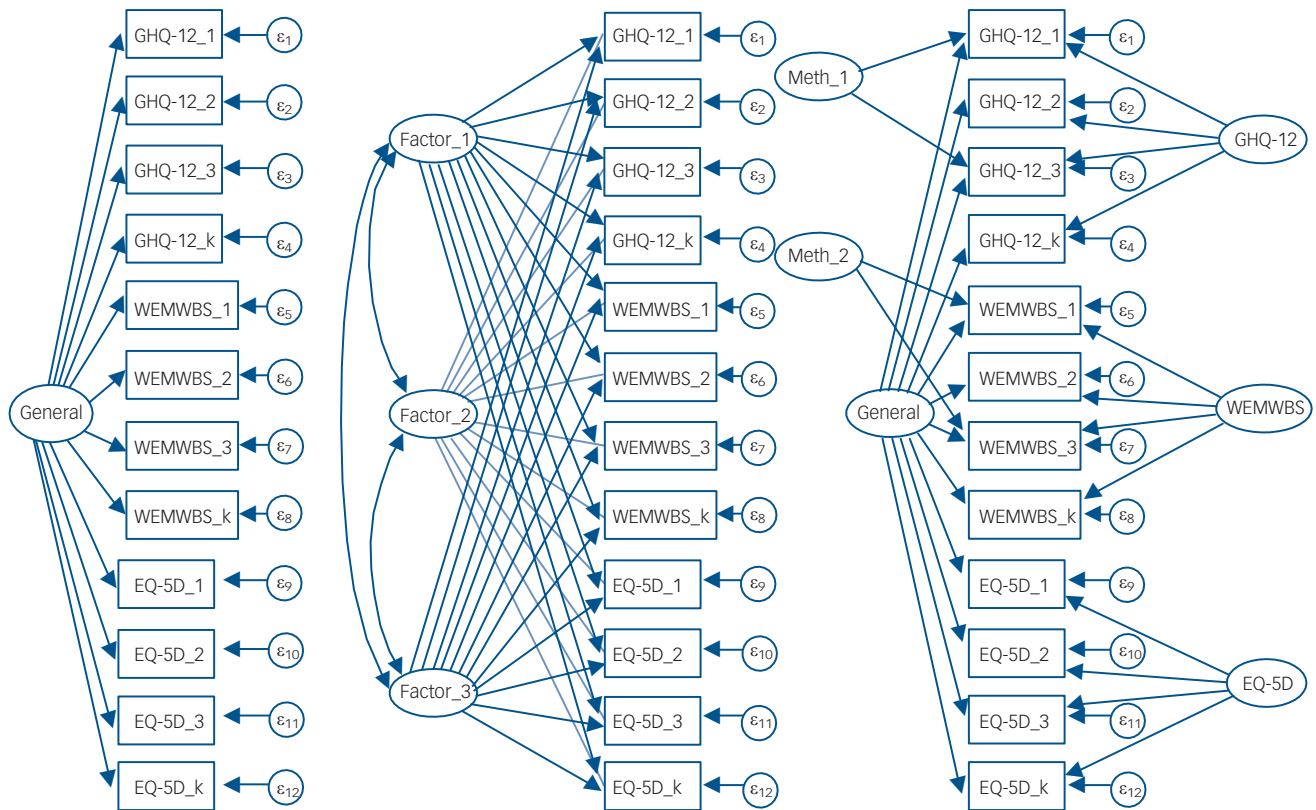 GHQ-12_1
ε1
GHQ-12_2
ε2
GHQ-12_3
ε3
GHQ-12_k
ε4
WEMWBS_1
ε5
WEMWBS_2
ε6
General
WEMWBS_3
ε7
WEMWBS_k
ε8
EQ-5D_1
ε9
EQ-5D_2
ε10
EQ-5D_3
ε11
EQ-5D_k
ε12
Factor_1
Factor_2
Factor_3
GHQ-12_1
ε1
GHQ-12_2
ε2
GHQ-12_3
ε3
GHQ-12_k
ε4
WEMWBS_1
ε5
WEMWBS_2
ε6
WEMWBS_3
ε7
WEMWBS_k
ε8
EQ-5D_1
ε9
EQ-5D_2
ε10
EQ-5D_3
ε11
EQ-5D_k
ε12
Meth_1
Meth_2
General
GHQ-12_1
ε1
GHQ-12_2
ε2
GHQ-12_3
ε3
GHQ-12_k
ε4
WEMWBS_1
ε5
WEMWBS_2
ε6
WEMWBS_3
ε7
WEMWBS_k
ε8
EQ-5D_1
ε9
EQ-5D_2
ε10
EQ-5D_3
ε11
EQ-5D_k
ε12
GHQ-12
WEMWBS
EQ-5D